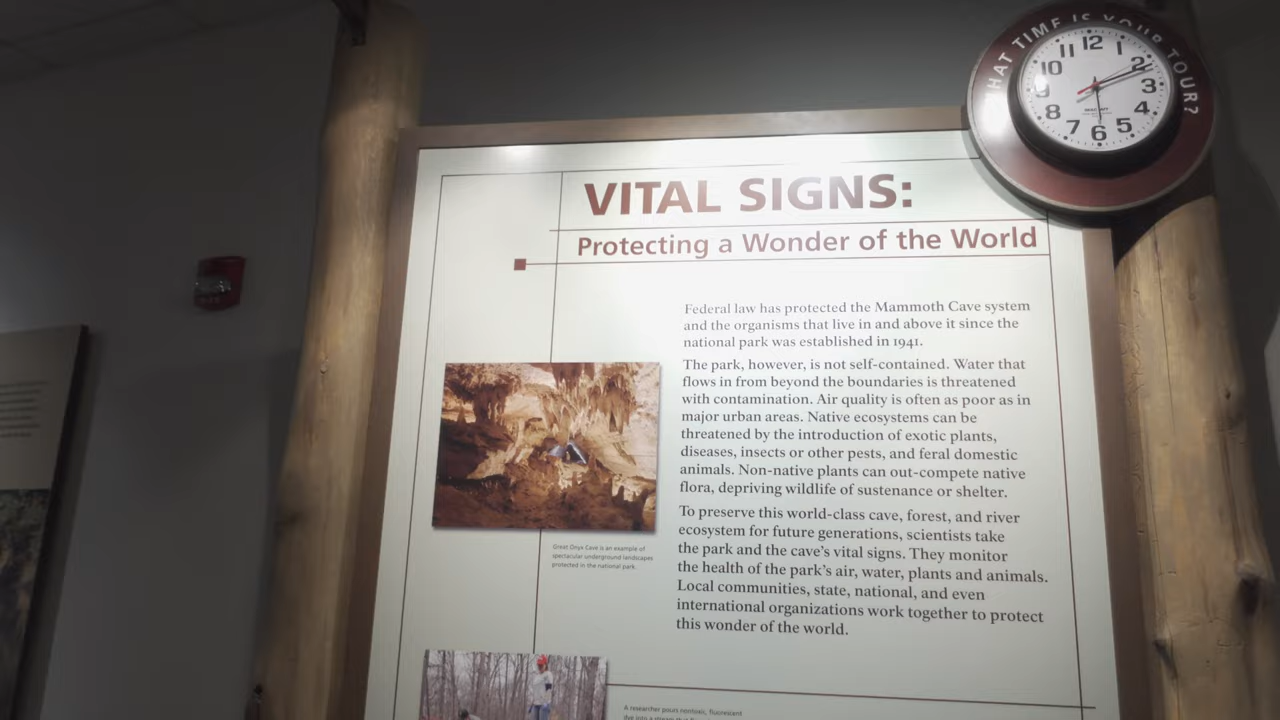 WHAT TIME IS YOUR TOUR?
12
11 1
10 2
9 3
8 4
7 5
6
VITAL SIGNS:
Protecting a Wonder of the World
Federal law has protected the Mammoth Cave system
and the organisms that live in and above it since the
national park was established in 1941.
The park, however, is not self-contained. Water that
flows in from beyond the boundaries is threatened
with contamination. Air quality is often as poor as in
major urban areas. Native ecosystems can be
threatened by the introduction of exotic plants,
diseases, insects or other pests, and feral domestic
animals. Non-native plants can out-compete native
flora, depriving wildlife of sustenance or shelter.
To preserve this world-class cave, forest, and river
ecosystem for future generations, scientists take
the park and the cave's vital signs. They monitor
the health of the park's air, water, plants and animals.
Local communities, state, national, and even
international organizations work together to protect
this wonder of the world.
Great Onyx Cave is an example of
spectacular underground landscapes
protected in the national park.
A researcher pours nontoxic, fluorescent